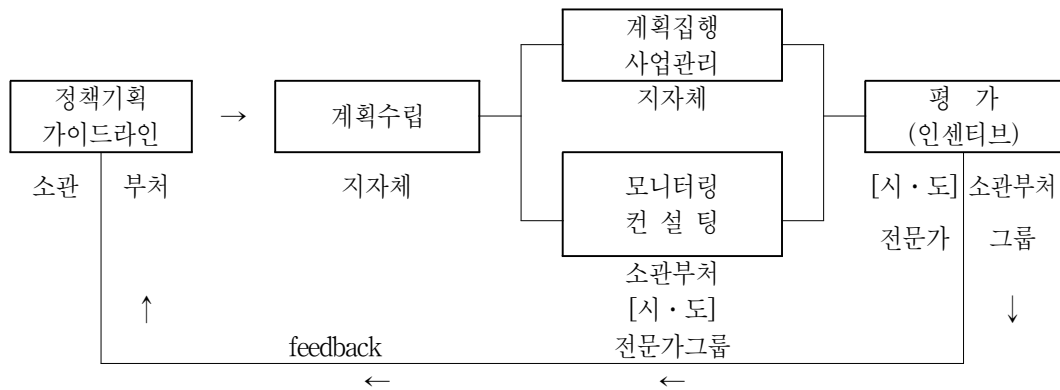 정책기획
가이드라인
소관 부처
→
계획수립
지자체
계획집행
사업관리
지자체
모니터링
컨 설 팅
소관부처
[시·도]
전문가그룹
평 가
(인센티브)
[시·도] 소관부처
전문가 그룹
↑
↓
feedback
← ←